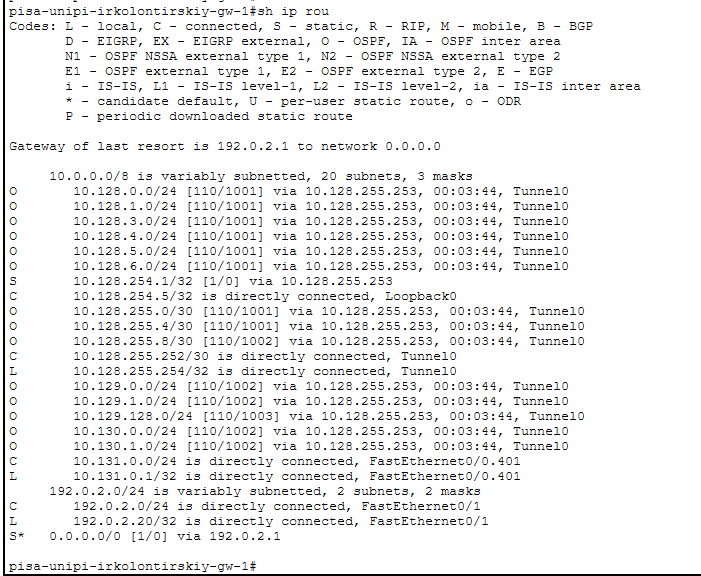 pisa-unipi-irkolontirskiy-gw-1#sh ip rou
Codes: L - local, C - connected, S - static, R - RIP, M - mobile, B - BGP
D - EIGRP, EX - EIGRP external, O - OSPF, IA - OSPF inter area
N1 - OSPF NSSA external type 1, N2 - OSPF NSSA external type 2
E1 - OSPF external type 1, E2 - OSPF external type 2, E - EGP
i - IS-IS, L1 - IS-IS level-1, L2 - IS-IS level-2, ia - IS-IS inter area
* - candidate default, U - per-user static route, o - ODR
P - periodic downloaded static route
Gateway of last resort is 192.0.2.1 to network 0.0.0.0
10.0.0.0/8 is variably subnetted, 20 subnets, 3 masks
O 10.128.0.0/24 [110/1001] via 10.128.255.253, 00:03:44, Tunnel0
O 10.128.1.0/24 [110/1001] via 10.128.255.253, 00:03:44, Tunnel0
O 10.128.3.0/24 [110/1001] via 10.128.255.253, 00:03:44, Tunnel0
O 10.128.4.0/24 [110/1001] via 10.128.255.253, 00:03:44, Tunnel0
O 10.128.5.0/24 [110/1001] via 10.128.255.253, 00:03:44, Tunnel0
O 10.128.6.0/24 [110/1001] via 10.128.255.253, 00:03:44, Tunnel0
S 10.128.254.1/32 [1/0] via 10.128.255.253
C 10.128.254.5/32 is directly connected, Loopback0
O 10.128.255.0/30 [110/1001] via 10.128.255.253, 00:03:44, Tunnel0
O 10.128.255.4/30 [110/1001] via 10.128.255.253, 00:03:44, Tunnel0
O 10.128.255.8/30 [110/1002] via 10.128.255.253, 00:03:44, Tunnel0
C 10.128.255.252/30 is directly connected, Tunnel0
L 10.128.255.254/32 is directly connected, Tunnel0
O 10.129.0.0/24 [110/1002] via 10.128.255.253, 00:03:44, Tunnel0
O 10.129.1.0/24 [110/1002] via 10.128.255.253, 00:03:44, Tunnel0
O 10.129.128.0/24 [110/1003] via 10.128.255.253, 00:03:44, Tunnel0
O 10.130.0.0/24 [110/1002] via 10.128.255.253, 00:03:44, Tunnel0
O 10.130.1.0/24 [110/1002] via 10.128.255.253, 00:03:44, Tunnel0
C 10.131.0.0/24 is directly connected, FastEthernet0/0.401
L 10.131.0.1/32 is directly connected, FastEthernet0/0.401
192.0.2.0/24 is variably subnetted, 2 subnets, 2 masks
C 192.0.2.0/24 is directly connected, FastEthernet0/1
L 192.0.2.20/32 is directly connected, FastEthernet0/1
S* 0.0.0.0/0 [1/0] via 192.0.2.1
pisa-unipi-irkolontirskiy-gw-1#